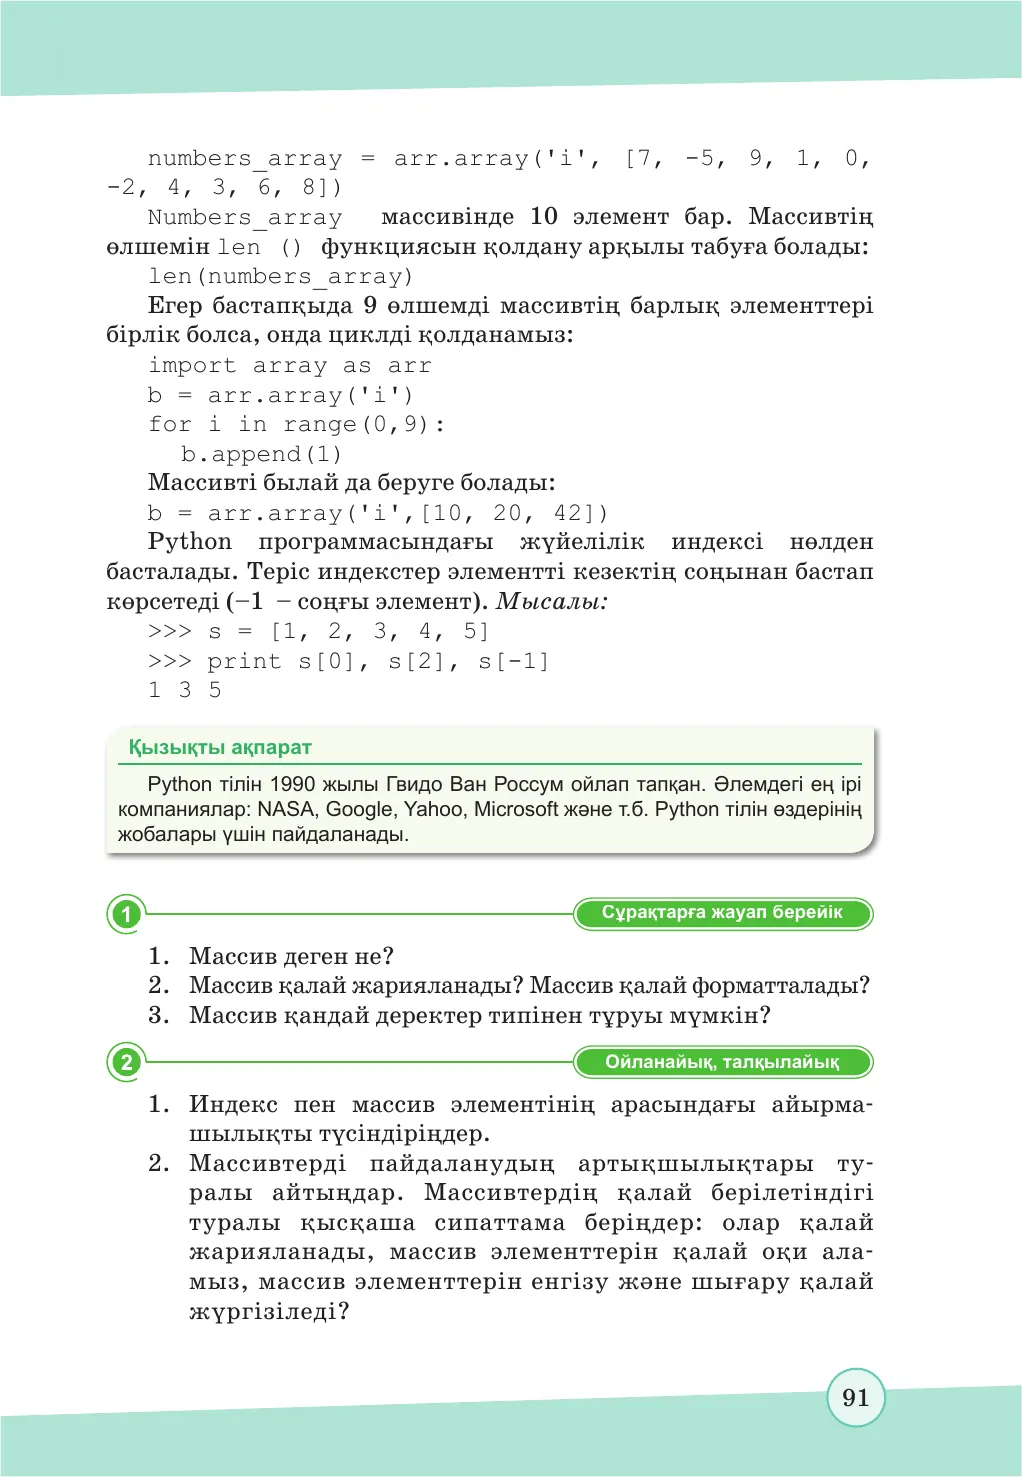 numbers_array = arr.array('i', [7, -5, 9, 1, 0,
-2, 4, 3, 6, 8])
Numbers_array массивінде 10 элемент бар. Массивтің
өлшемін len () функциясын қолдану арқылы табуға болады:
len(numbers_array)
Егер бастапқыда 9 өлшемді массивтің барлық элементтері
бірлік болса, онда циклді қолданамыз:
import array as arr
b = arr.array('i')
for i in range(0,9):
b.append(1)
Массивті былай да беруге болады:
b = arr.array('i',[10, 20, 42])
Python программасындағы жүйелілік индексі нөлден
басталады. Теріс индекстер элементті кезектің соңынан бастап
көрсетеді (–1 – соңғы элемент). Мысалы:
>>> s = [1, 2, 3, 4, 5]
>>> print s[0], s[2], s[-1]
1 3 5
Қызықты ақпарат
Python тілін 1990 жылы Гвидо Ван Россум ойлап тапқан. Әлемдегі ең ірі
компаниялар: NASA, Google, Yahoo, Microsoft және т.б. Python тілін өздерінің
жобалары үшін пайдаланады.
1 Сұрақтарға жауап берейік
1. Массив деген не?
2. Массив қалай жарияланады? Массив қалай форматталады?
3. Массив қандай деректер типінен тұруы мүмкін?
2 Ойланайық, талқылайық
1. Индекс пен массив элементінің арасындағы айырма-
шылықты түсіндіріңдер.
2. Массивтерді пайдаланудың артықшылықтары ту-
ралы айтыңдар. Массивтердің қалай берілетіндігі
туралы қысқаша сипаттама беріңдер: олар қалай
жарияланады, массив элементтерін қалай оқи ала-
мыз, массив элементтерін енгізу және шығару қалай
жүргізіледі?
91